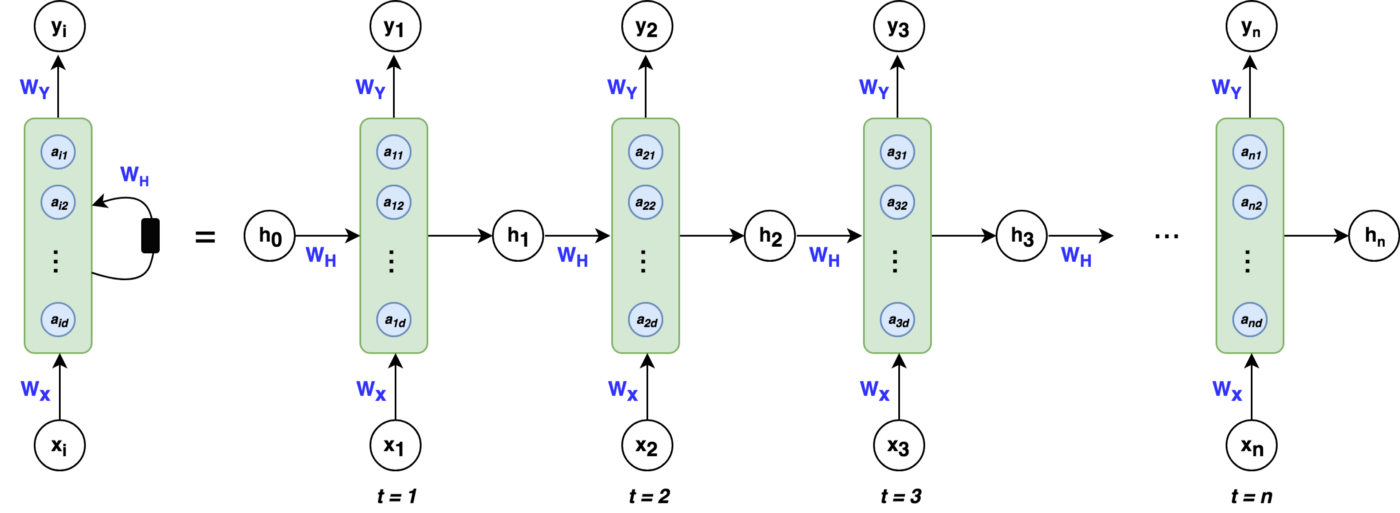 yi y1 y2 y3 yn
WY WY WY WY WY
ai1 a11 a21 a31 an1
WH
ai2 a12 a22 a32 an2
= h0 h1 h2 h3 ... hn
WH WH WH WH
⋮ ⋮ ⋮ ⋮ ⋮
aid a1d a2d a3d and
WX WX WX WX WX
xi x1 x2 x3 xn
t = 1 t = 2 t = 3 t = n